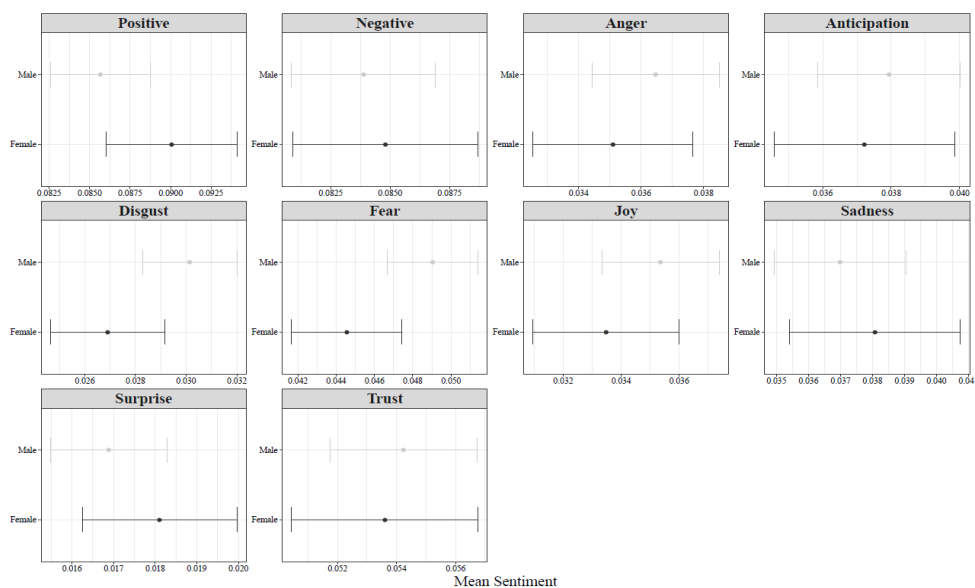 Positive
Negative
Anger
Anticipation
Male
Female
0.0825 0.0850 0.0875 0.0900 0.0925
Male
Female
0.0825 0.0850 0.0875
Male
Female
0.034 0.036 0.038
Male
Female
0.036 0.038 0.040
Disgust
Fear
Joy
Sadness
Male
Female
0.026 0.028 0.030 0.032
Male
Female
0.042 0.044 0.046 0.048 0.050
Male
Female
0.032 0.034 0.036
Male
Female
0.035 0.036 0.037 0.038 0.039 0.040 0.04
Surprise
Trust
Male
Female
0.016 0.017 0.018 0.019 0.020
Male
Female
0.052 0.054 0.056
Mean Sentiment